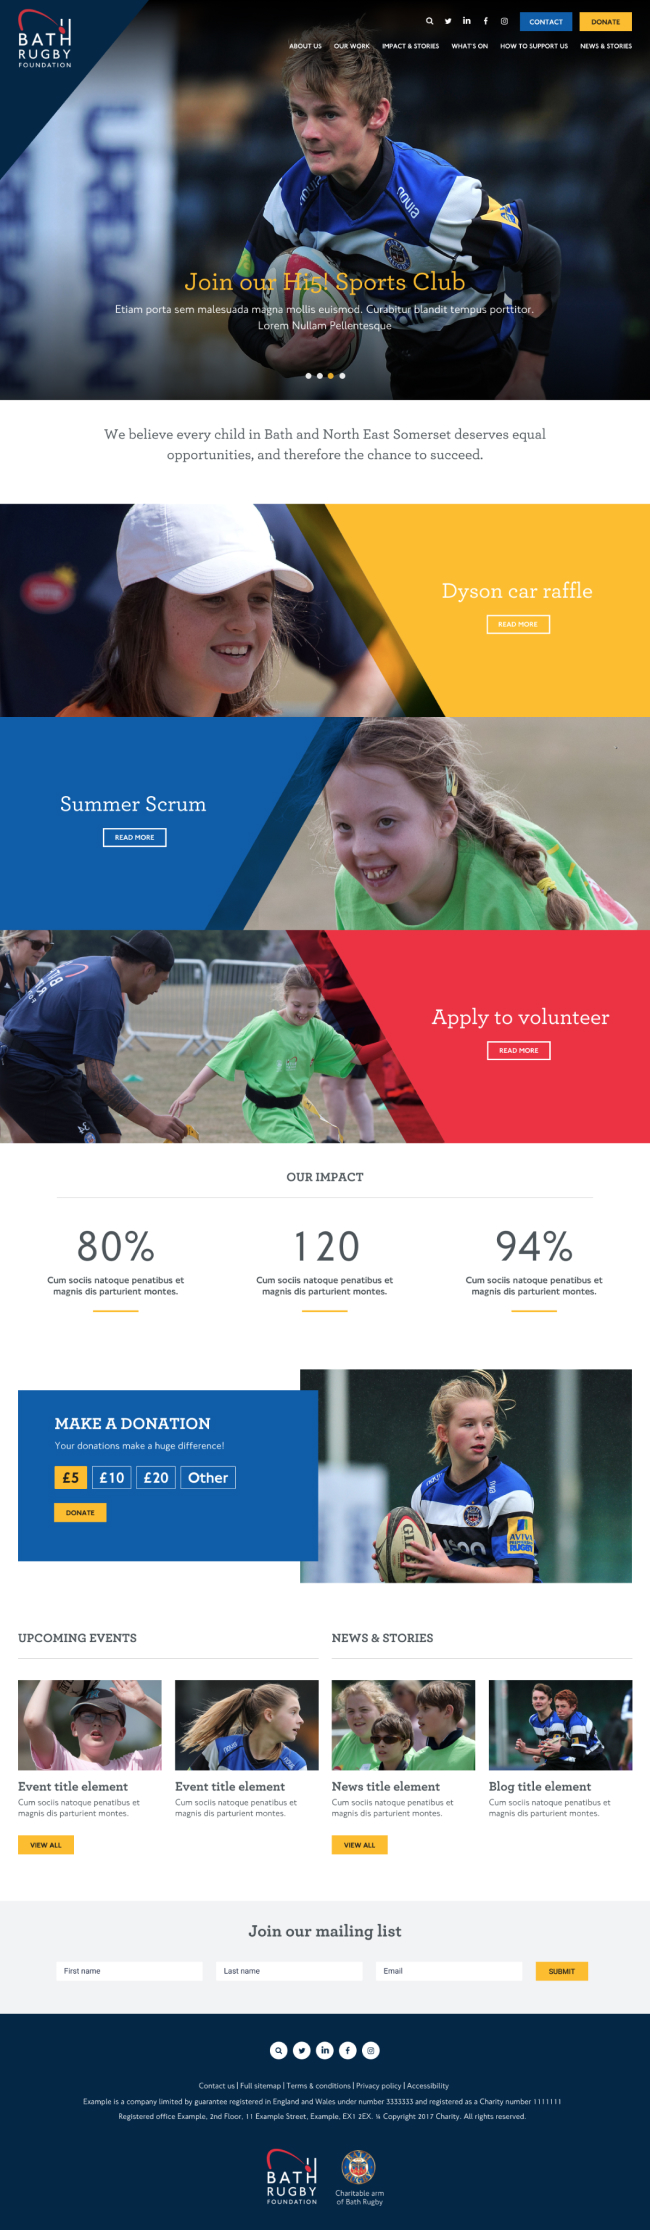 BATH
RUGBY
FOUNDATION
CONTACT
DONATE
ABOUT US
OUR WORK
IMPACT & STORIES
WHAT'S ON
HOW TO SUPPORT US
NEWS & STORIES
novia
novia
Join our Hi5! Sports Club
Etiam porta sem malesuada magna mollis euismod. Curabitur blandit tempus porttitor.
Lorem Nullam Pellentesque
We believe every child in Bath and North East Somerset deserves equal
opportunities, and therefore the chance to succeed.
Dyson car raffle
READ MORE
Summer Scrum
READ MORE
Apply to volunteer
READ MORE
OUR IMPACT
80%
Cum sociis natoque penatibus et
magnis dis parturient montes.
120
Cum sociis natoque penatibus et
magnis dis parturient montes.
94%
Cum sociis natoque penatibus et
magnis dis parturient montes.
MAKE A DONATION
Your donations make a huge difference!
£5
£10
£20
Other
DONATE
AVIVA
PREMIERSHIP
RUGBY
UPCOMING EVENTS
Event title element
Cum sociis natoque penatibus et
magnis dis parturient montes.
Event title element
Cum sociis natoque penatibus et
magnis dis parturient montes.
VIEW ALL
NEWS & STORIES
News title element
Cum sociis natoque penatibus et
magnis dis parturient montes.
Blog title element
Cum sociis natoque penatibus et
magnis dis parturient montes.
VIEW ALL
Join our mailing list
First name
Last name
Email
SUBMIT
Contact us | Full sitemap | Terms & conditions | Privacy policy | Accessibility
Example is a company limited by guarantee registered in England and Wales under number 3333333 and registered as a Charity number 1111111
Registered office Example, 2nd Floor, 11 Example Street, Example, EX1 2EX. ¼ Copyright 2017 Charity. All rights reserved.
BATH
RUGBY
FOUNDATION
Charitable arm
of Bath Rugby